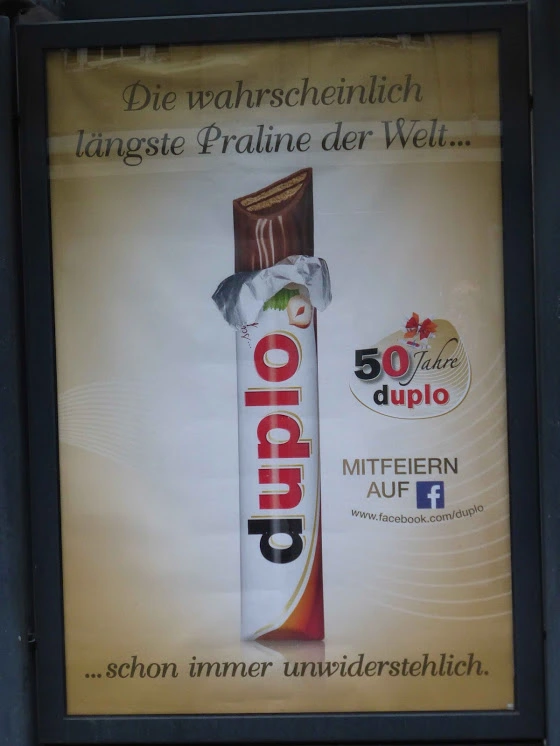 Die wahrscheinlich
längste Praline der Welt...
duplo
50 Jahre
duplo
MITFEIERN
AUF f
www.facebook.com/duplo
...schon immer unwiderstehlich.